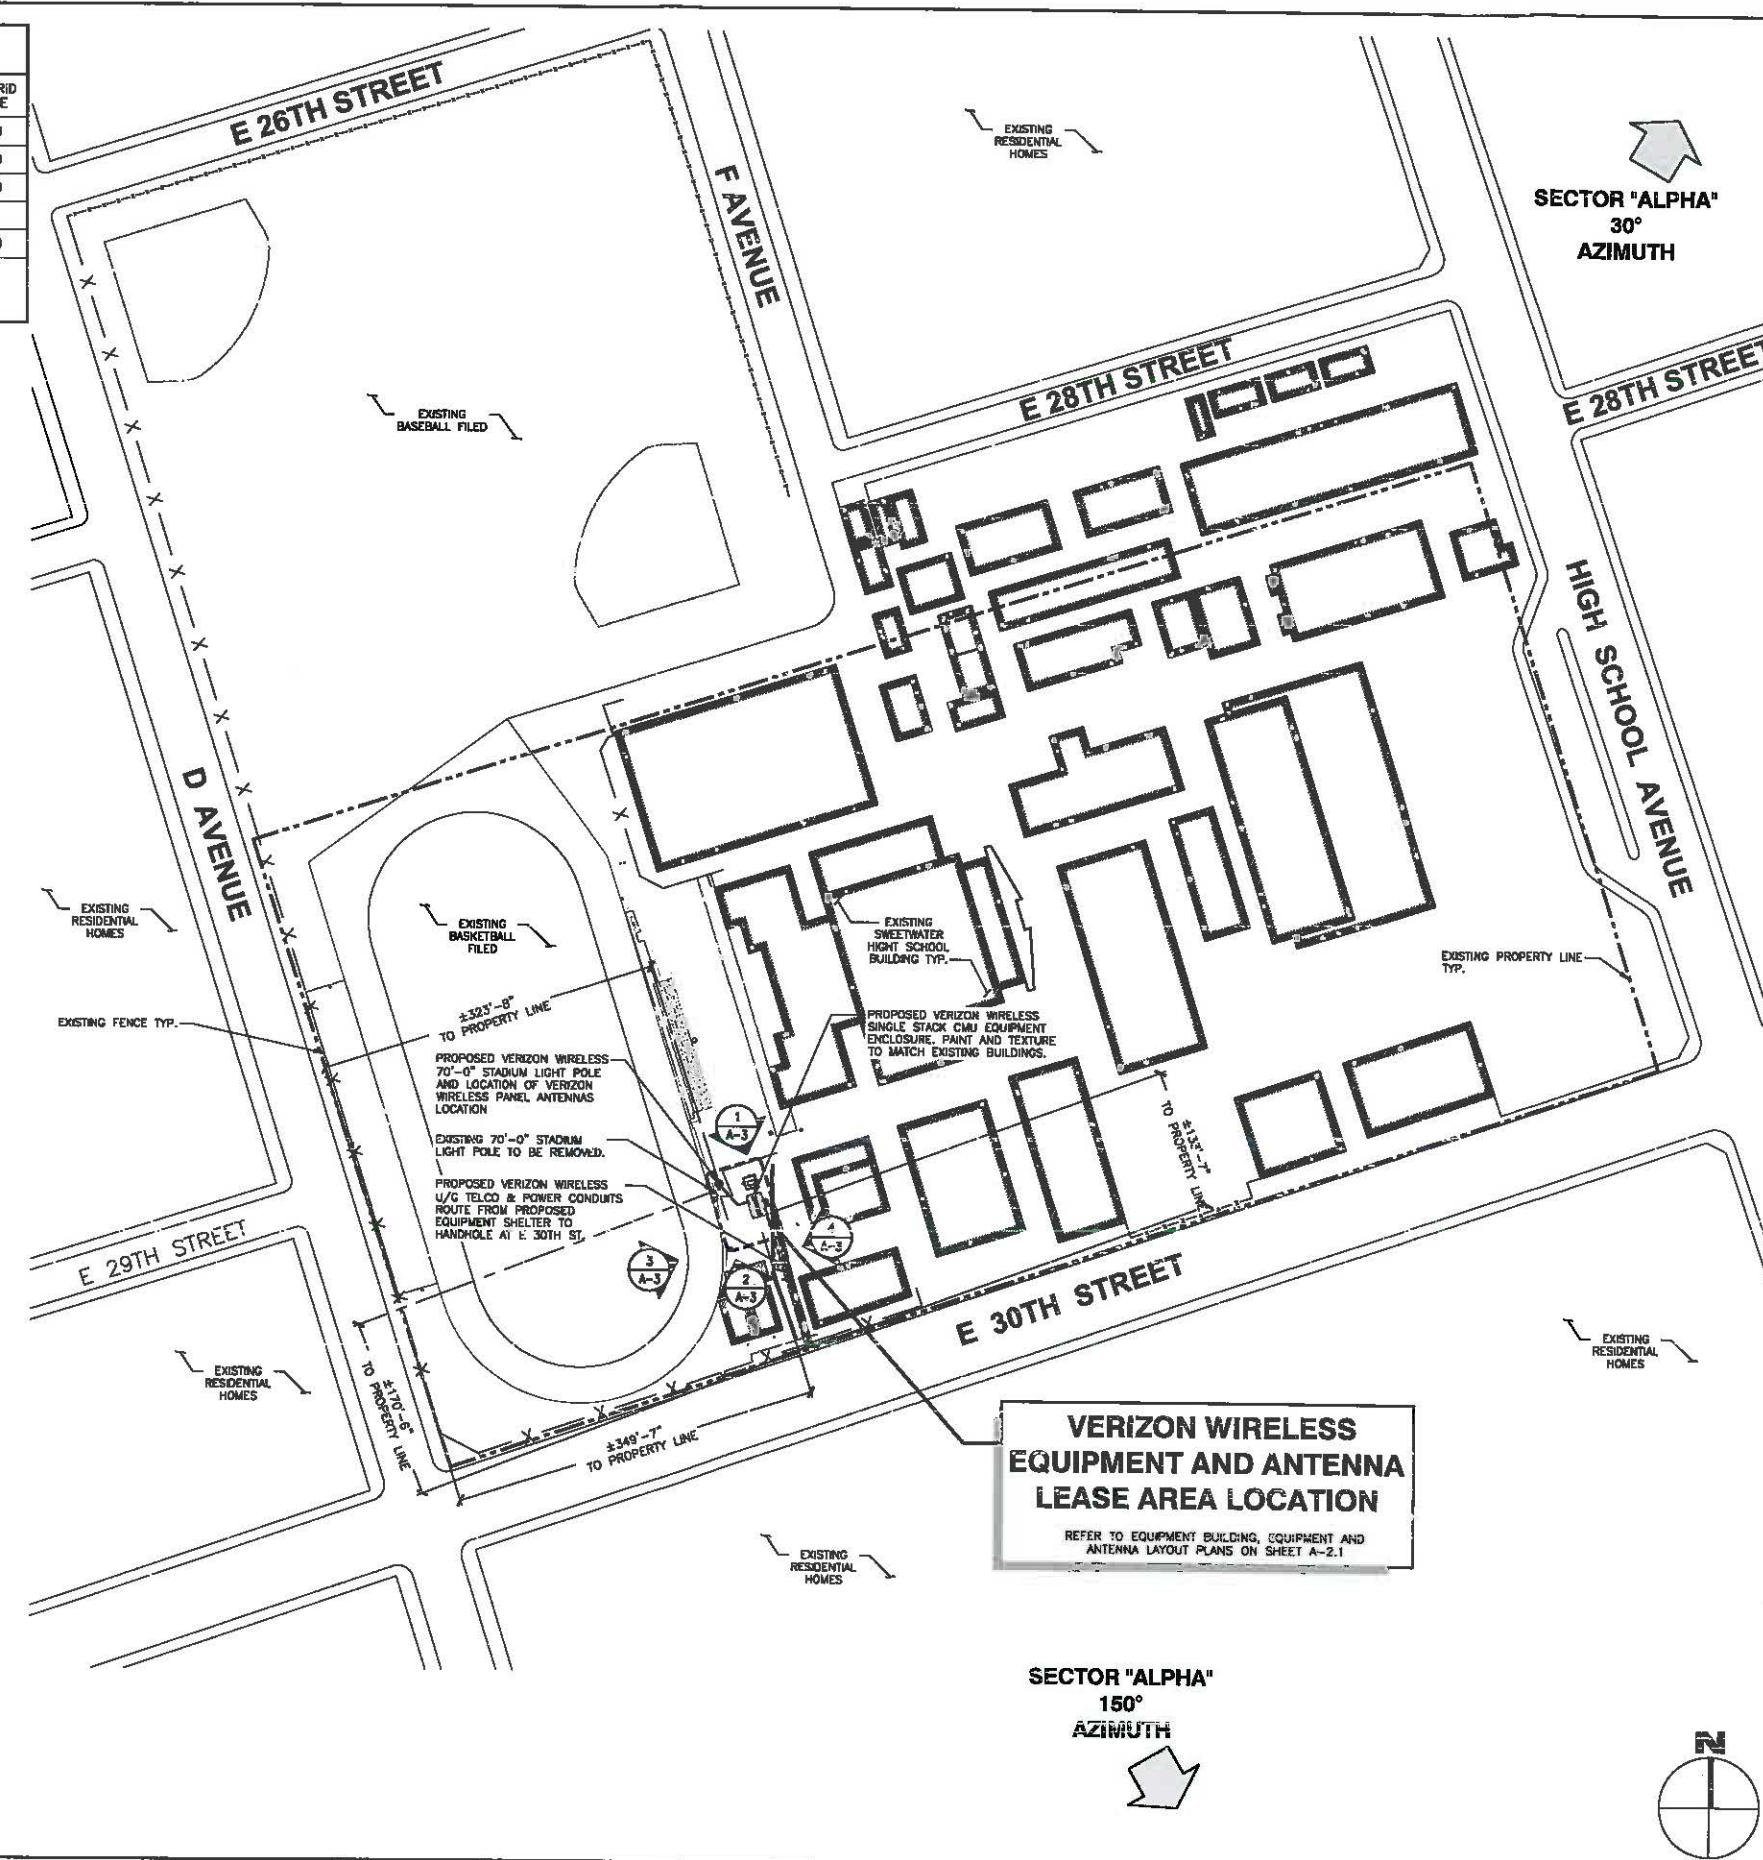 E 26TH STREET
F AVENUE
EXISTING
RESIDENTIAL
HOMES
SECTOR "ALPHA"
30°
AZIMUTH
E 28TH STREET
E 28TH STREET
EXISTING
BASEBALL FILED
HIGH SCHOOL AVENUE
D AVENUE
EXISTING
RESIDENTIAL
HOMES
EXISTING
BASKETBALL
FILED
EXISTING
SWEETWATER
HIGHT SCHOOL
BUILDING TYP.
EXISTING PROPERTY LINE
TYP.
EXISTING FENCE TYP.
±323'-8"
TO PROPERTY LINE
PROPOSED VERIZON WIRELESS
SINGLE STACK CMU EQUIPMENT
ENCLOSURE. PAINT AND TEXTURE
TO MATCH EXISTING BUILDINGS.
PROPOSED VERIZON WIRELESS
70'-0" STADIUM LIGHT POLE
AND LOCATION OF VERIZON
WIRELESS PANEL ANTENNAS
LOCATION
EXISTING 70'-0" STADIUM
LIGHT POLE TO BE REMOVED.
PROPOSED VERIZON WIRELESS
U/G TELCO & POWER CONDUITS
ROUTE FROM PROPOSED
EQUIPMENT SHELTER TO
HANDHOLE AT E 30TH ST.
1
A-3
±133'-7"
TO PROPERTY LINE
4
A-3
3
A-3
2
A-3
E 29TH STREET
E 30TH STREET
EXISTING
RESIDENTIAL
HOMES
EXISTING
RESIDENTIAL
HOMES
±170'-6"
TO PROPERTY LINE
±349'-7"
TO PROPERTY LINE
VERIZON WIRELESS
EQUIPMENT AND ANTENNA
LEASE AREA LOCATION
REFER TO EQUIPMENT BUILDING, EQUIPMENT AND
ANTENNA LAYOUT PLANS ON SHEET A-2.1
EXISTING
RESIDENTIAL
HOMES
SECTOR "ALPHA"
150°
AZIMUTH
N